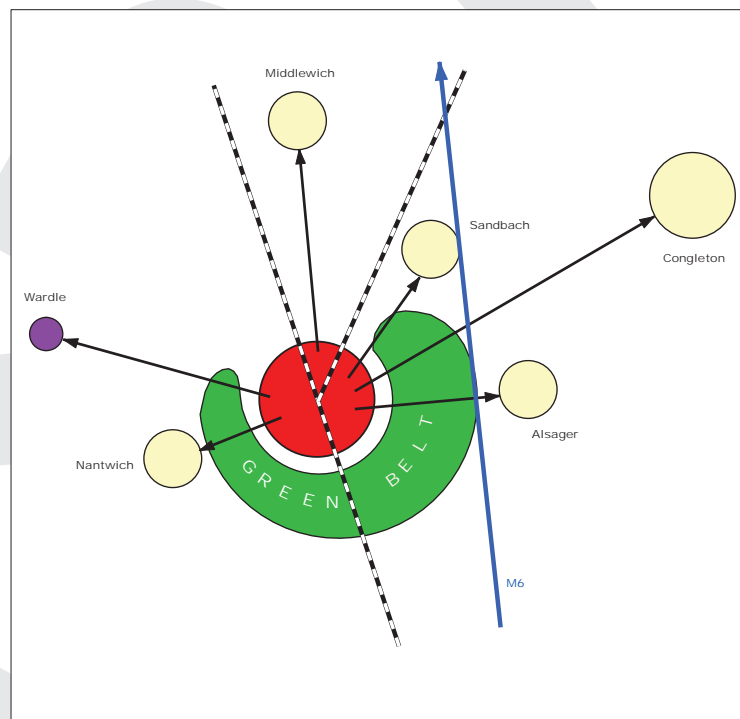 Middlewich
Sandbach
Congleton
Wardle
Alsager
Nantwich
GREEN BELT
M6